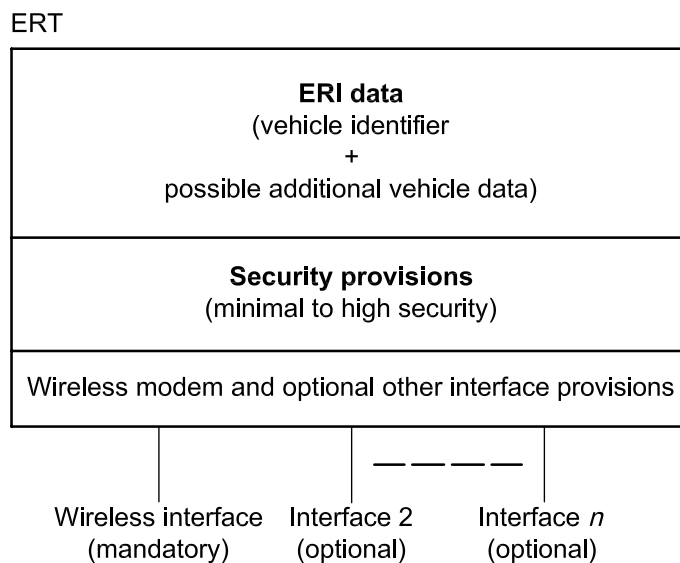 ERT
ERI data
(vehicle identifier
+
possible additional vehicle data)
Security provisions
(minimal to high security)
Wireless modem and optional other interface provisions
Wireless interface
(mandatory)
Interface 2
(optional)
Interface n
(optional)